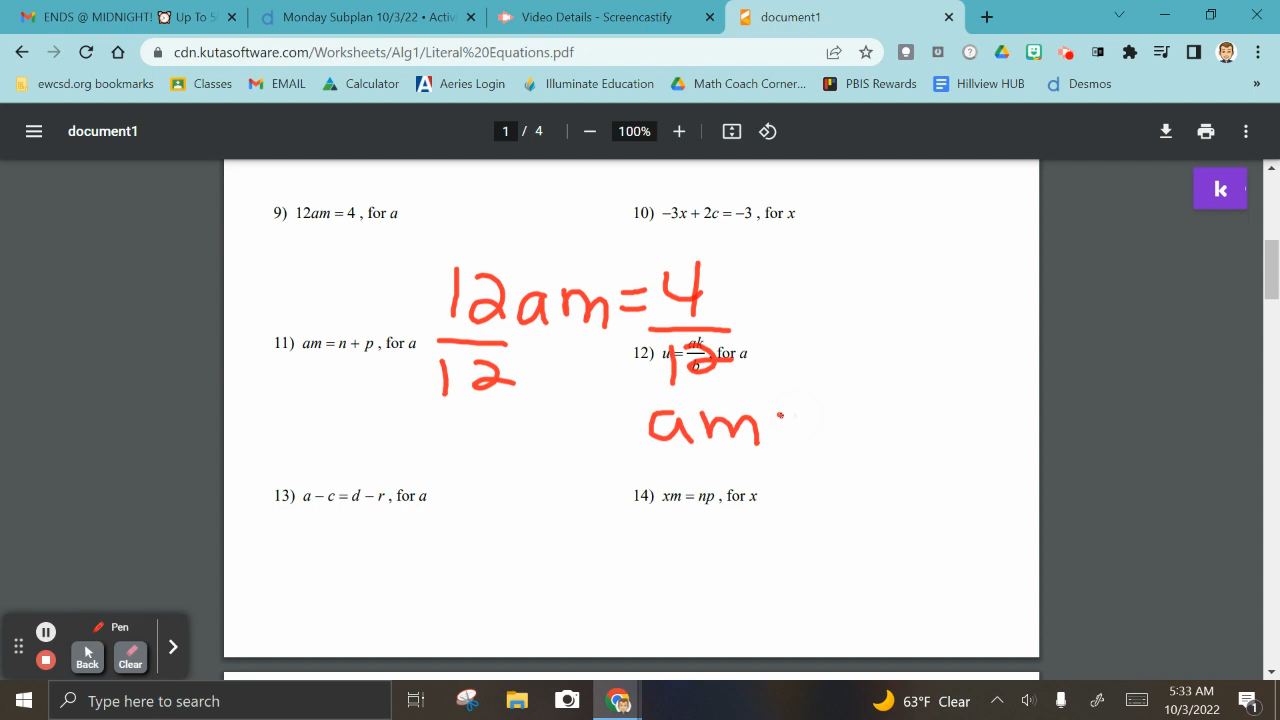 ENDS @ MIDNIGHT! ⏰ Up To 5
Monday Subplan 10/3/22 • Activi
Video Details - Screencastify
document1
cdn.kutasoftware.com/Worksheets/Alg1/Literal%20Equations.pdf
ewcsd.org bookmarks
Classes
EMAIL
Calculator
Aeries Login
Illuminate Education
Math Coach Corner...
PBIS Rewards
Hillview HUB
Desmos
»
document1
1 / 4
100%
k
9) 12am = 4 , for a
10) −3x + 2c = −3 , for x
12am = 4
12 12
11) am = n + p , for a
12) u = ak/b , for a
am
13) a − c = d − r , for a
14) xm = np , for x
Pen
Back
Clear
Type here to search
63°F Clear
5:33 AM
10/3/2022
1